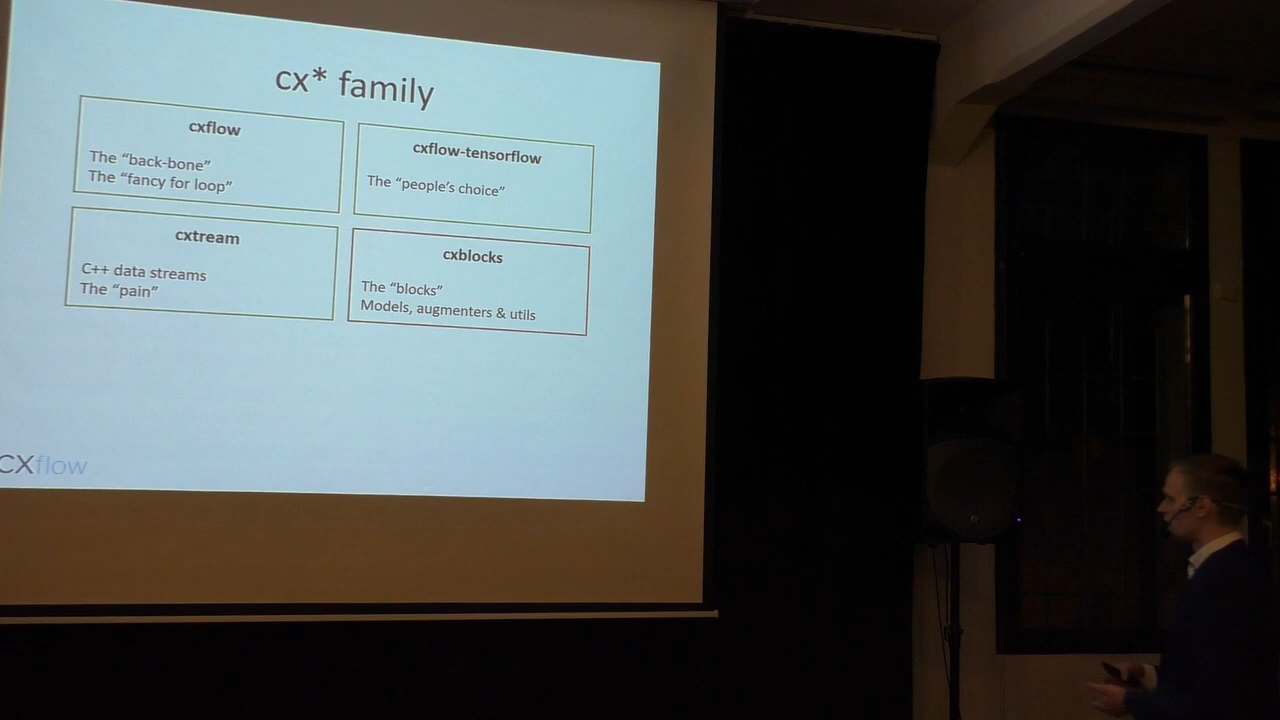 cx* family
cxflow
The “back-bone”
The “fancy for loop”
cxflow-tensorflow
The “people’s choice”
cxtream
C++ data streams
The “pain”
cxblocks
The “blocks”
Models, augmenters & utils
CXflow